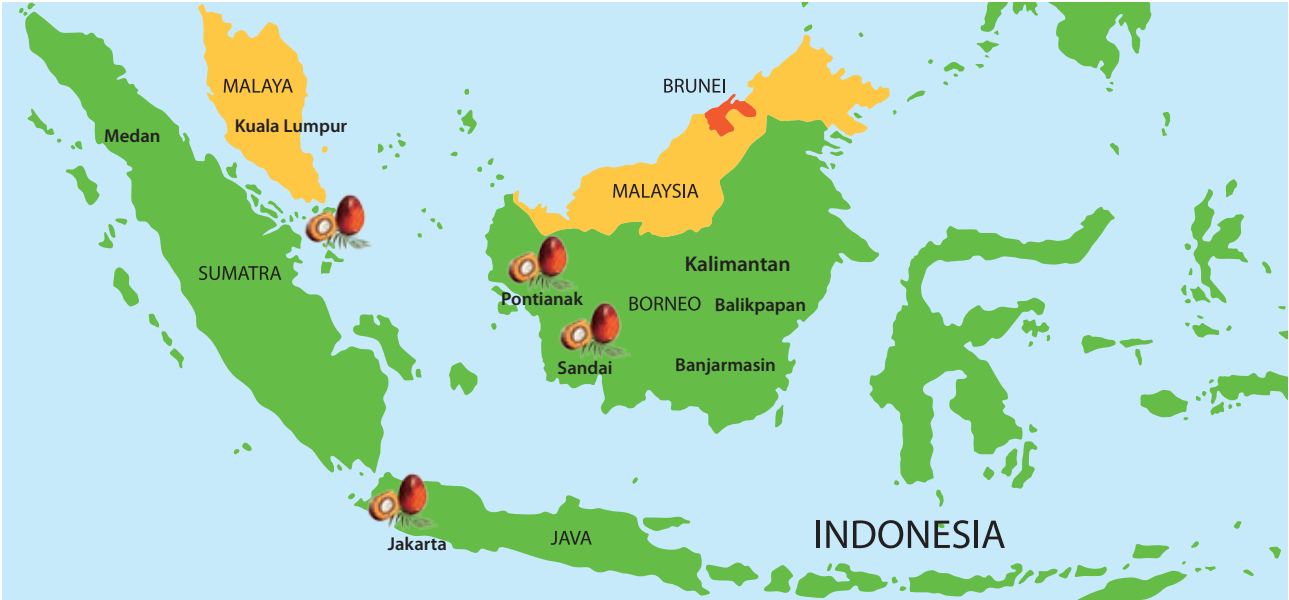 BRUNEI
MALAYA
Kuala Lumpur
Medan
MALAYSIA
Kalimantan
SUMATRA
Pontianak
BORNEO
Balikpapan
Sandai
Banjarmasin
INDONESIA
JAVA
Jakarta